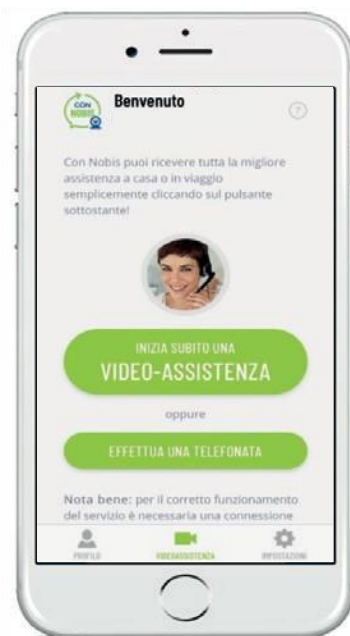 CON
NOBIS
Benvenuto
?
Con Nobis puoi ricevere tutta la migliore
assistenza a casa o in viaggio
semplicemente cliccando sul pulsante
sottostante!
INIZIA SUBITO UNA
VIDEO-ASSISTENZA
oppure
EFFETTUA UNA TELEFONATA
Nota bene: per il corretto funzionamento
del servizio è necessaria una connessione
PROFILO
VIDEOASSISTENZA
IMPOSTAZIONI